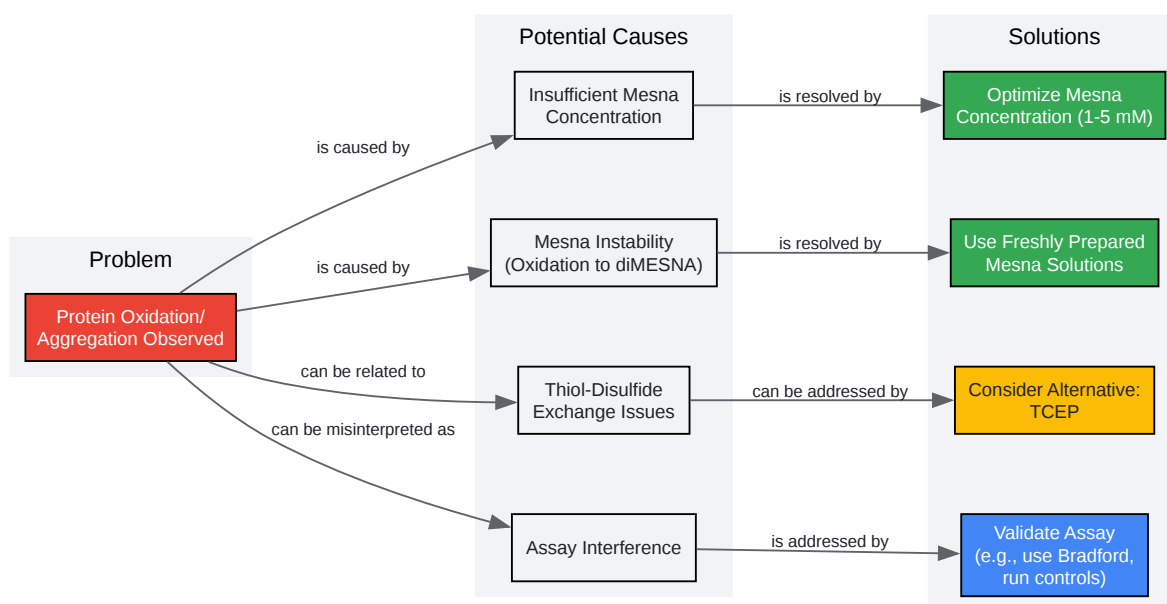 Potential Causes
Solutions
Problem
Protein Oxidation/
Aggregation Observed
is caused by
Insufficient Mesna
Concentration
is resolved by
Optimize Mesna
Concentration (1-5 mM)
is caused by
Mesna Instability
(Oxidation to diMESNA)
is resolved by
Use Freshly Prepared
Mesna Solutions
can be related to
Thiol-Disulfide
Exchange Issues
can be addressed by
Consider Alternative:
TCEP
can be misinterpreted as
Assay Interference
is addressed by
Validate Assay
(e.g., use Bradford,
run controls)